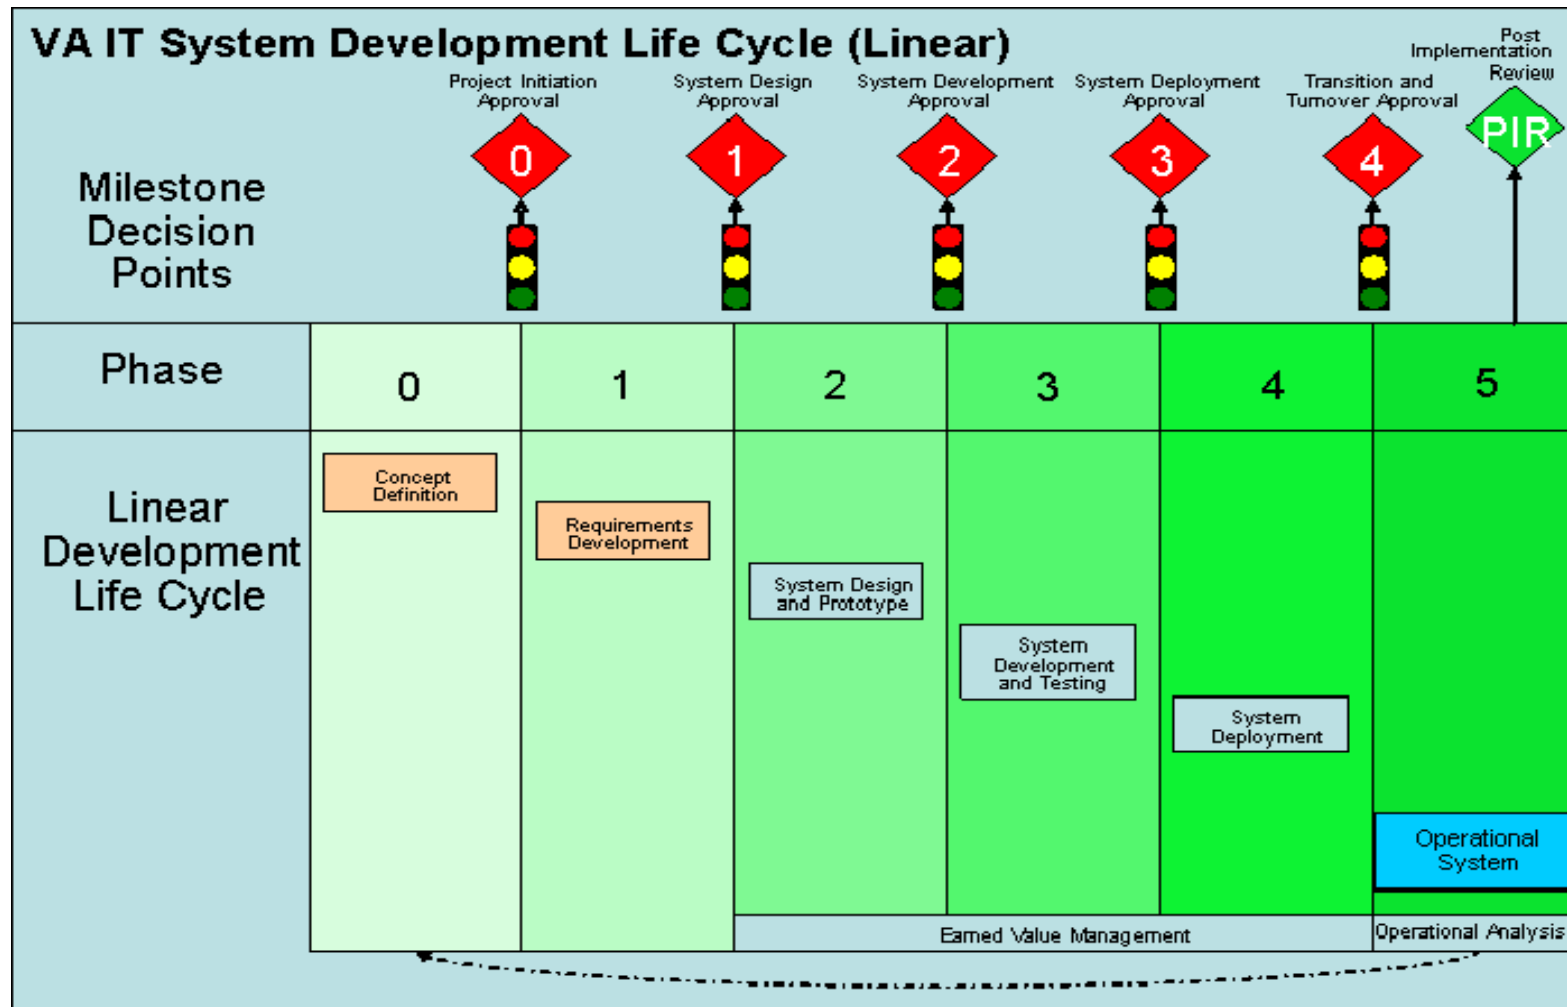 VA IT System Development Life Cycle (Linear)
Project Initiation
Approval
System Design
Approval
System Development
Approval
System Deployment
Approval
Transition and
Turnover Approval
Post
Implementation
Review
0
1
2
3
4
PIR
Milestone
Decision
Points
Phase
0
1
2
3
4
5
Linear
Development
Life Cycle
Concept
Definition
Requirements
Development
System Design
and Prototype
System
Development
and Testing
System
Deployment
Operational
System
Earned Value Management
Operational Analysis